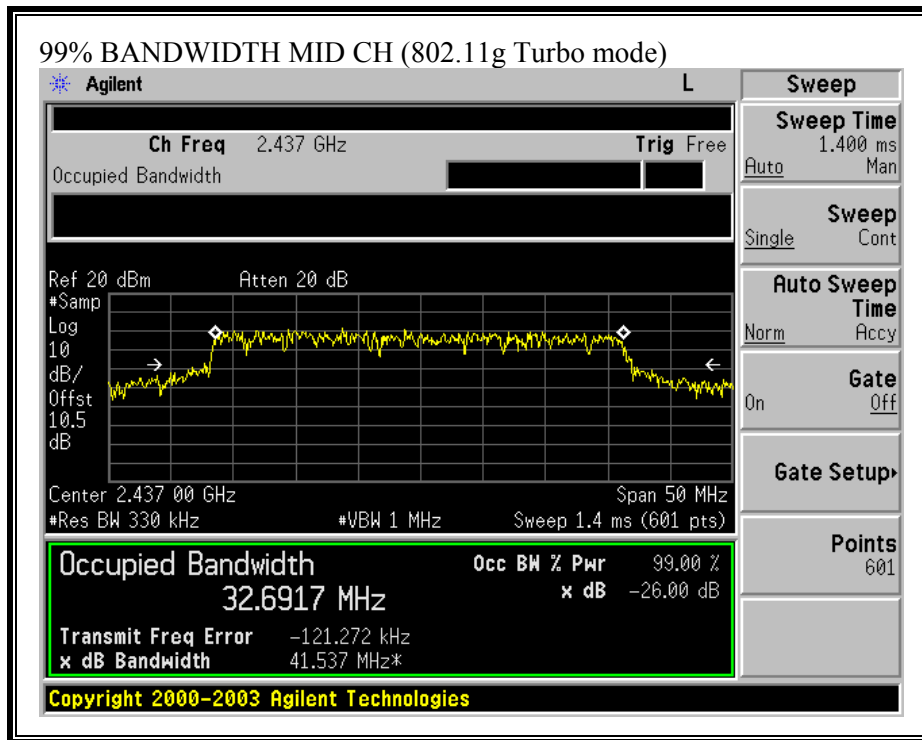 99% BANDWIDTH MID CH (802.11g Turbo mode)
Agilent L
Ch Freq 2.437 GHz Trig Free
Occupied Bandwidth
Ref 20 dBm Atten 20 dB
#Samp
Log
10
dB/
Offst
10.5
dB
Center 2.437 00 GHz Span 50 MHz
#Res BW 330 kHz #VBW 1 MHz Sweep 1.4 ms (601 pts)
Occupied Bandwidth
32.6917 MHz
Occ BW % Pwr 99.00 %
x dB -26.00 dB
Transmit Freq Error -121.272 kHz
x dB Bandwidth 41.537 MHz*
Copyright 2000-2003 Agilent Technologies
Sweep
Sweep Time
1.400 ms
Auto Man
Sweep
Single Cont
Auto Sweep
Time
Norm Accy
Gate
On Off
Gate Setup
Points
601